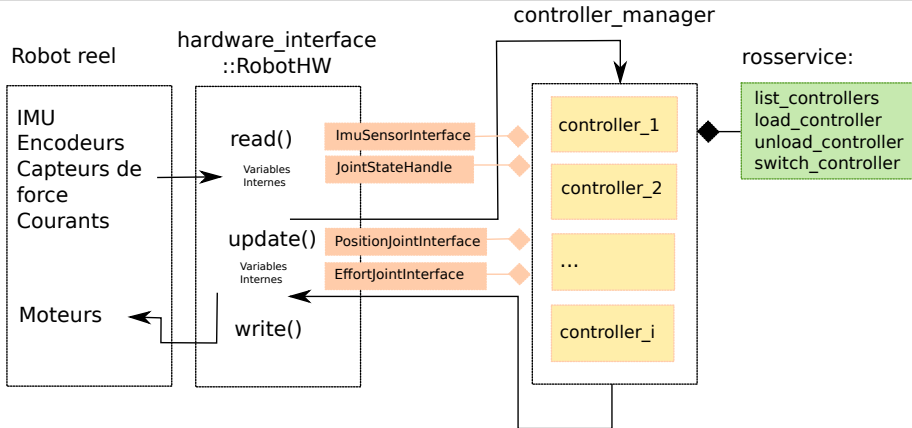 controller_manager
hardware_interface
::RobotHW
Robot reel
rosservice:
IMU
Encodeurs
Capteurs de
force
Courants
Moteurs
read()
Variables
Internes
update()
Variables
Internes
write()
ImuSensorInterface
JointStateHandle
PositionJointInterface
EffortJointInterface
controller_1
controller_2
...
controller_i
list_controllers
load_controller
unload_controller
switch_controller